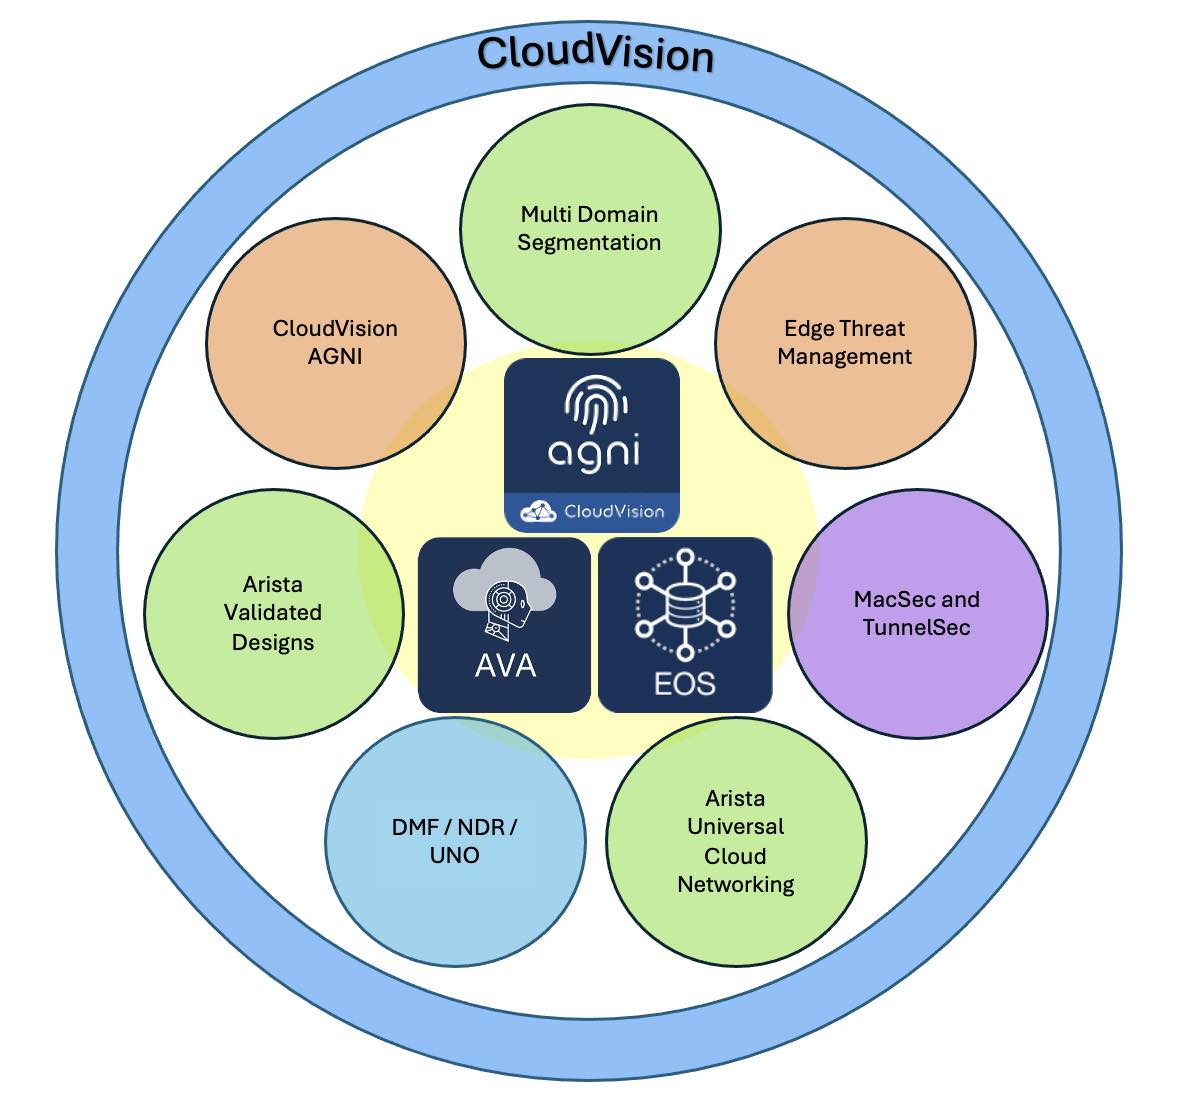 CloudVision
Multi Domain
Segmentation
CloudVision
AGNI
Edge Threat
Management
agni
CloudVision
Arista
Validated
Designs
AVA
EOS
MacSec and
TunnelSec
DMF / NDR /
UNO
Arista
Universal
Cloud
Networking